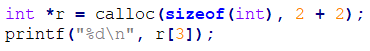 int *r = calloc(sizeof(int), 2 + 2);
printf("%d\n", r[3]);